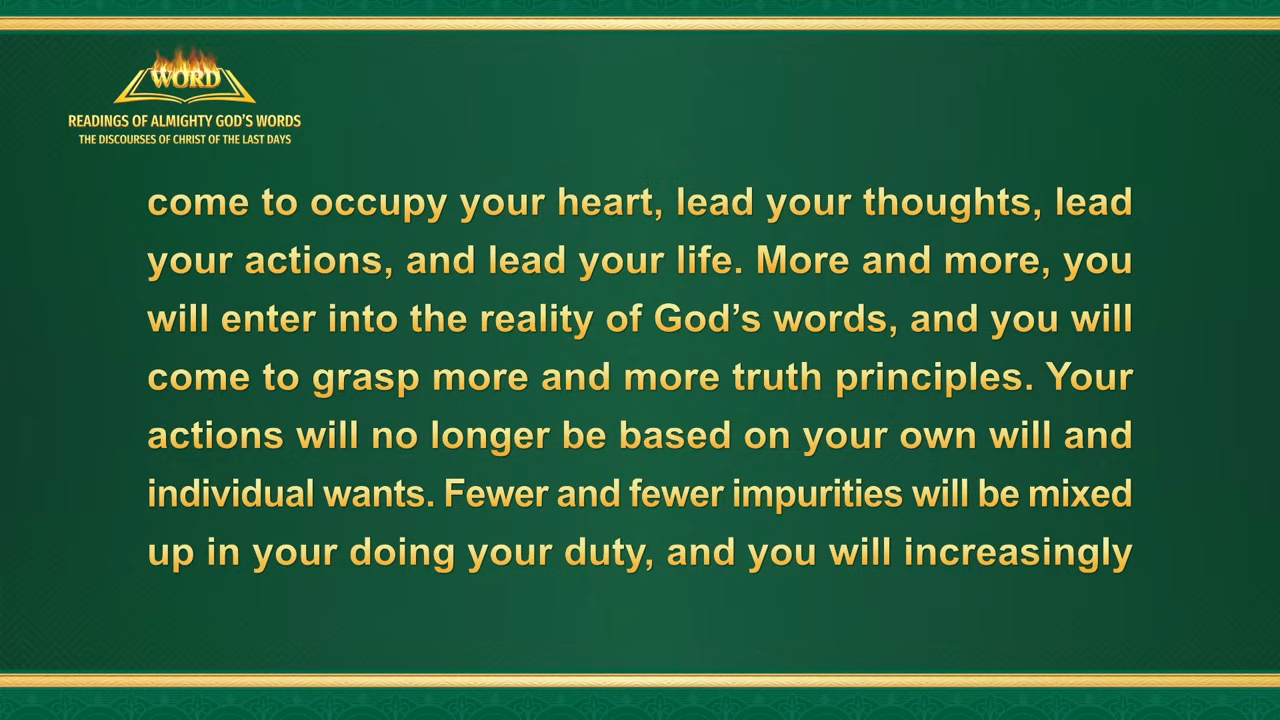 WORD
READINGS OF ALMIGHTY GOD'S WORDS
THE DISCOURSES OF CHRIST OF THE LAST DAYS
come to occupy your heart, lead your thoughts, lead
your actions, and lead your life. More and more, you
will enter into the reality of God’s words, and you will
come to grasp more and more truth principles. Your
actions will no longer be based on your own will and
individual wants. Fewer and fewer impurities will be mixed
up in your doing your duty, and you will increasingly